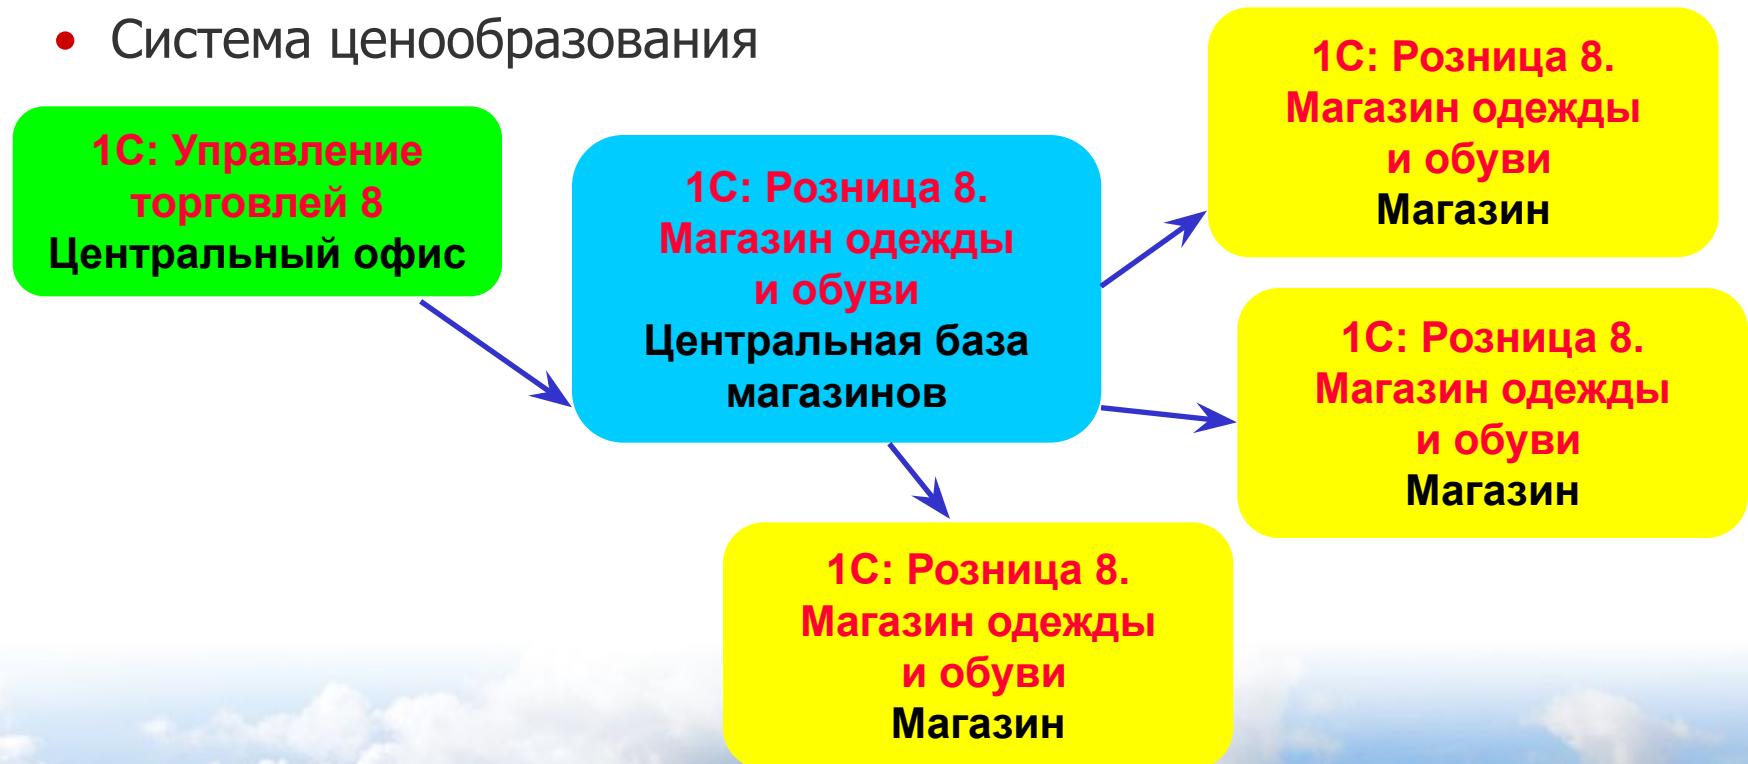 • Система ценообразования
1С: Управление
торговлей 8
Центральный офис
1С: Розница 8.
Магазин одежды
и обуви
Центральная база
магазинов
1С: Розница 8.
Магазин одежды
и обуви
Магазин
1С: Розница 8.
Магазин одежды
и обуви
Магазин
1С: Розница 8.
Магазин одежды
и обуви
Магазин